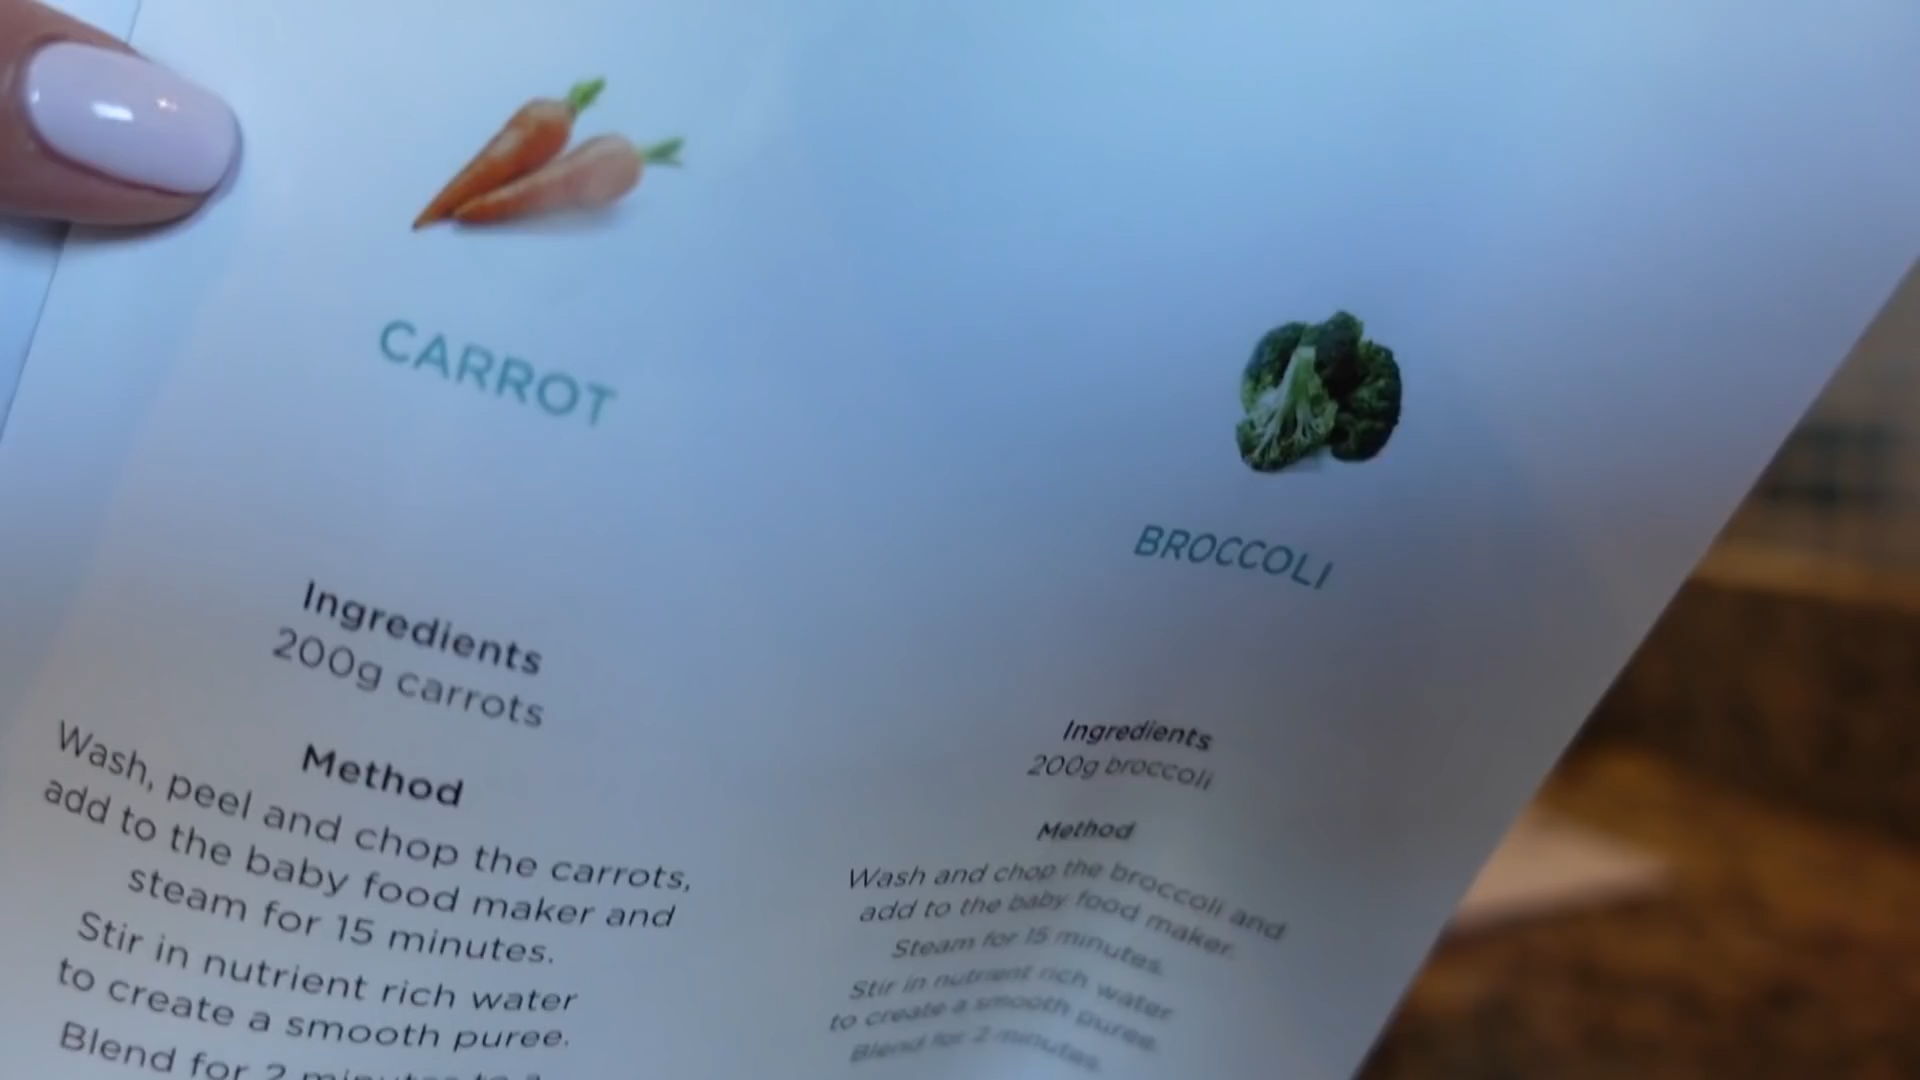 CARROT
Ingredients
200g carrots
Method
Wash, peel and chop the carrots,
add to the baby food maker and
steam for 15 minutes.
Stir in nutrient rich water
to create a smooth puree.
Blend for 2 minutes to a
BROCCOLI
Ingredients
200g broccoli
Method
Wash and chop the broccoli and
add to the baby food maker.
Steam for 15 minutes.
Stir in nutrient rich water
to create a smooth puree.
Blend for 2 minutes.